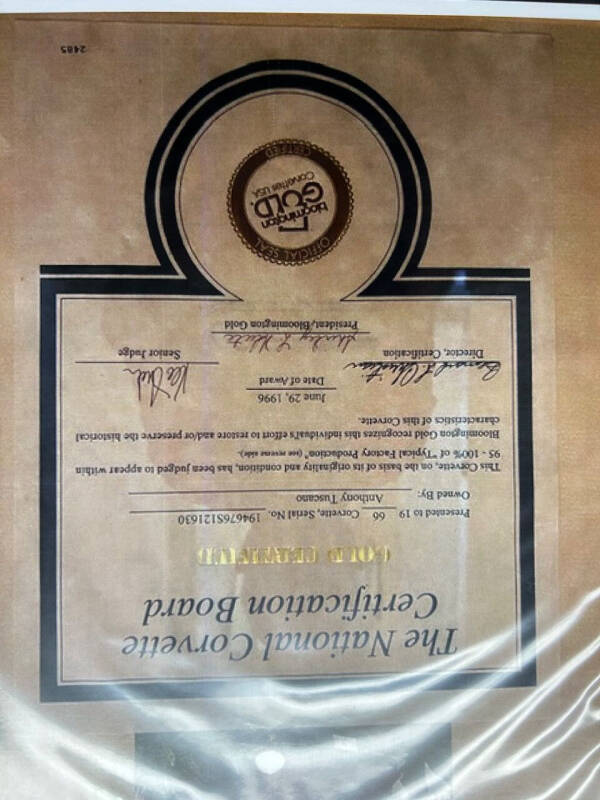 The National Corvette
Certification Board
GOLD CERTIFIED
Presented to 19 66 Corvette, Serial No. 194676S121630
Owned By: Anthony Tuscano
This Corvette, on the basis of its originality and condition, has been judged to appear within
95 - 100% of "Typical Factory Production" (see reverse side).
Bloomington Gold recognizes this individual's effort to restore and/or preserve the historical
characteristics of this Corvette.
June 29, 1996
Date of Award
Director, Certification
Senior Judge
President, Bloomington Gold
OFFICIAL SEAL
bloomington
GOLD
Corvettes USA
CERTIFIED
2485